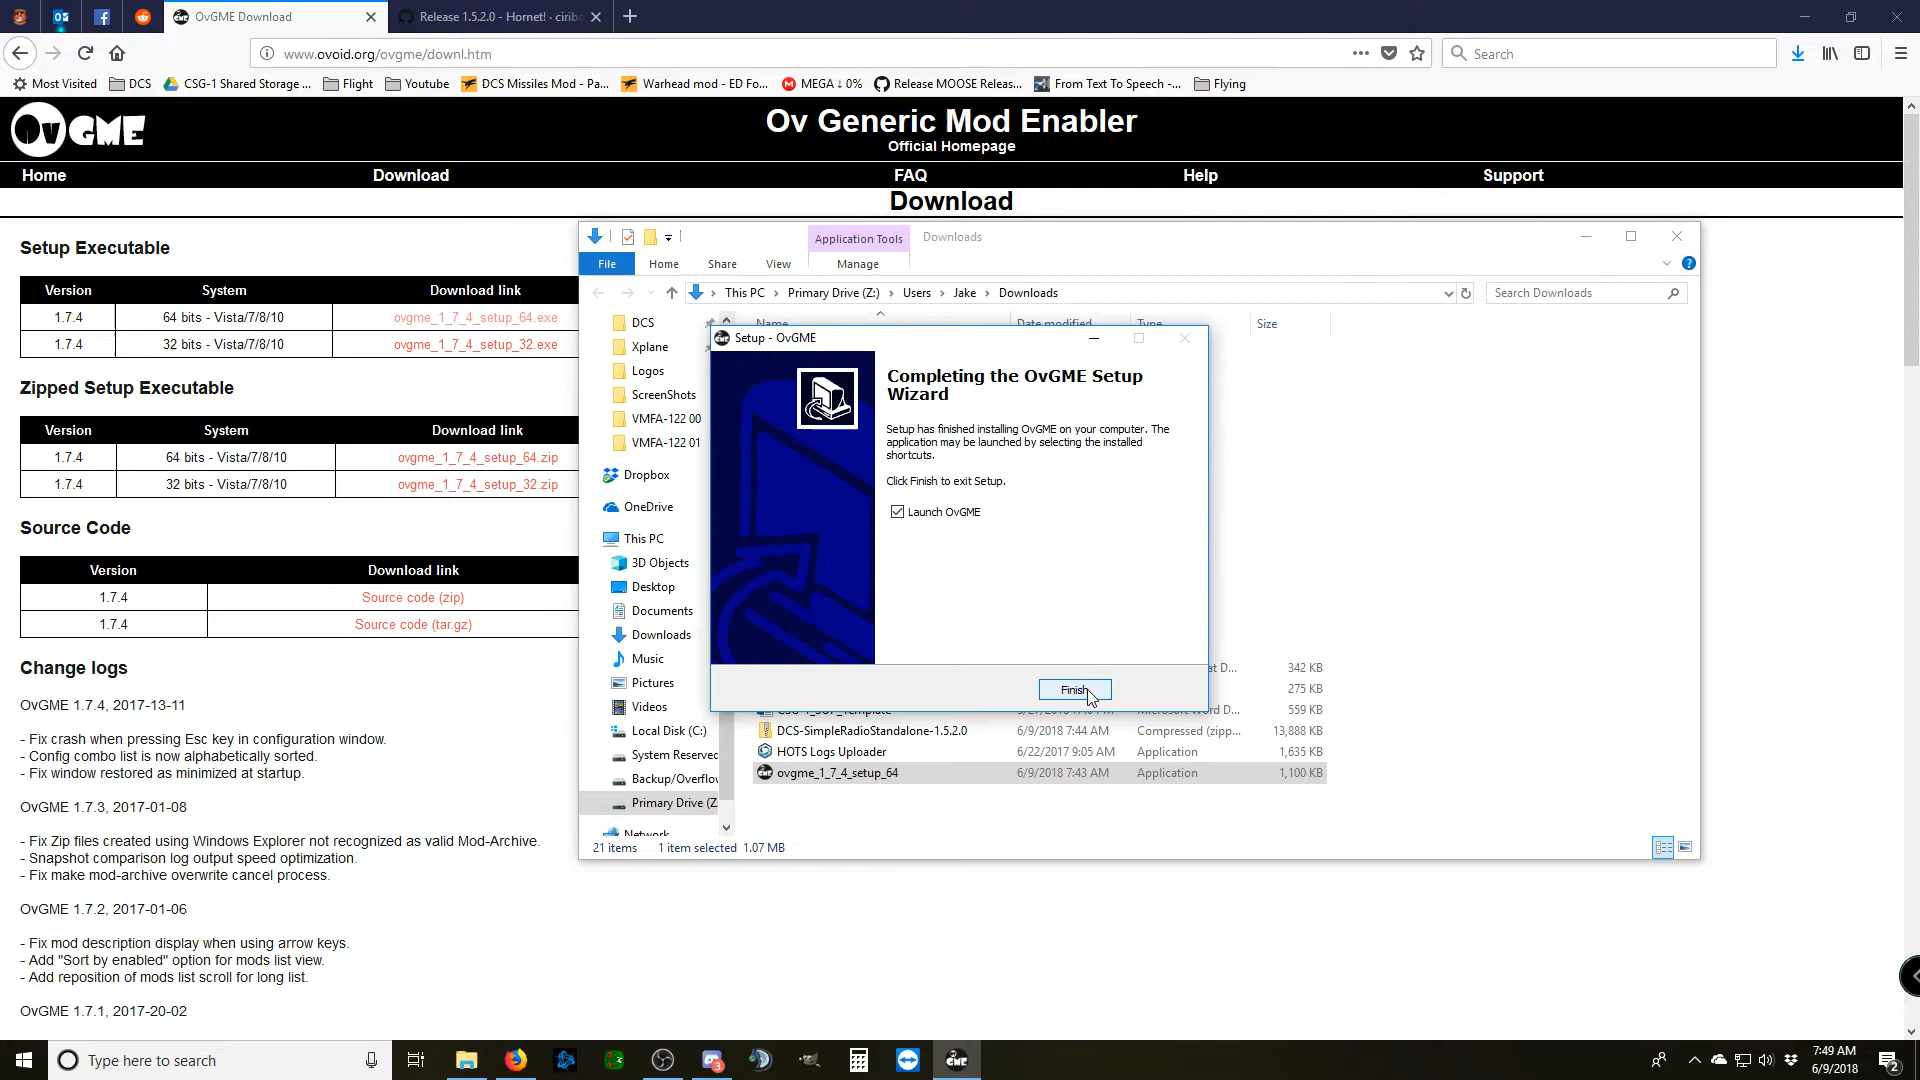 OvGME Download
Release 1.5.2.0 - Hornet! · cirib
www.ovoid.org/ovgme/downl.htm
Search
Most Visited
DCS
CSG-1 Shared Storage ...
Flight
Youtube
DCS Missiles Mod - Pa...
Warhead mod - ED Fo...
MEGA ↓ 0%
Release MOOSE Releas...
From Text To Speech -...
Flying
OvGME
Ov Generic Mod Enabler
Official Homepage
Home
Download
FAQ
Help
Support
Download
Setup Executable
Version System Download link
1.7.4 64 bits - Vista/7/8/10 ovgme_1_7_4_setup_64.exe
1.7.4 32 bits - Vista/7/8/10 ovgme_1_7_4_setup_32.exe
Zipped Setup Executable
Version System Download link
1.7.4 64 bits - Vista/7/8/10 ovgme_1_7_4_setup_64.zip
1.7.4 32 bits - Vista/7/8/10 ovgme_1_7_4_setup_32.zip
Source Code
Version Download link
1.7.4 Source code (zip)
1.7.4 Source code (tar.gz)
Change logs
OvGME 1.7.4, 2017-13-11
- Fix crash when pressing Esc key in configuration window.
- Config combo list is now alphabetically sorted.
- Fix window restored as minimized at startup.
OvGME 1.7.3, 2017-01-08
- Fix Zip files created using Windows Explorer not recognized as valid Mod-Archive.
- Snapshot comparison log output speed optimization.
- Fix make mod-archive overwrite cancel process.
OvGME 1.7.2, 2017-01-06
- Fix mod description display when using arrow keys.
- Add "Sort by enabled" option for mods list view.
- Add reposition of mods list scroll for long list.
OvGME 1.7.1, 2017-20-02
Application Tools
Downloads
File
Home
Share
View
Manage
This PC
Primary Drive (Z:)
Users
Jake
Downloads
Search Downloads
Name Date modified Type Size
DCS
Xplane
Logos
ScreenShots
VMFA-122 00
VMFA-122 01
Dropbox
OneDrive
This PC
3D Objects
Desktop
Documents
Downloads
Music
Pictures
Videos
Local Disk (C:)
System Reserved
Backup/Overflow
Primary Drive (Z
Network
Setup - OvGME
Completing the OvGME Setup
Wizard
Setup has finished installing OvGME on your computer. The
application may be launched by selecting the installed
shortcuts.
Click Finish to exit Setup.
Launch OvGME
Finish
at D... 342 KB
275 KB
559 KB
DCS-SimpleRadioStandalone-1.5.2.0 6/9/2018 7:44 AM Compressed (zipp... 13,888 KB
HOTS Logs Uploader 6/22/2017 9:05 AM Application 1,635 KB
ovgme_1_7_4_setup_64 6/9/2018 7:43 AM Application 1,100 KB
21 items
1 item selected 1.07 MB
Type here to search
3
GME
7:49 AM
6/9/2018
2